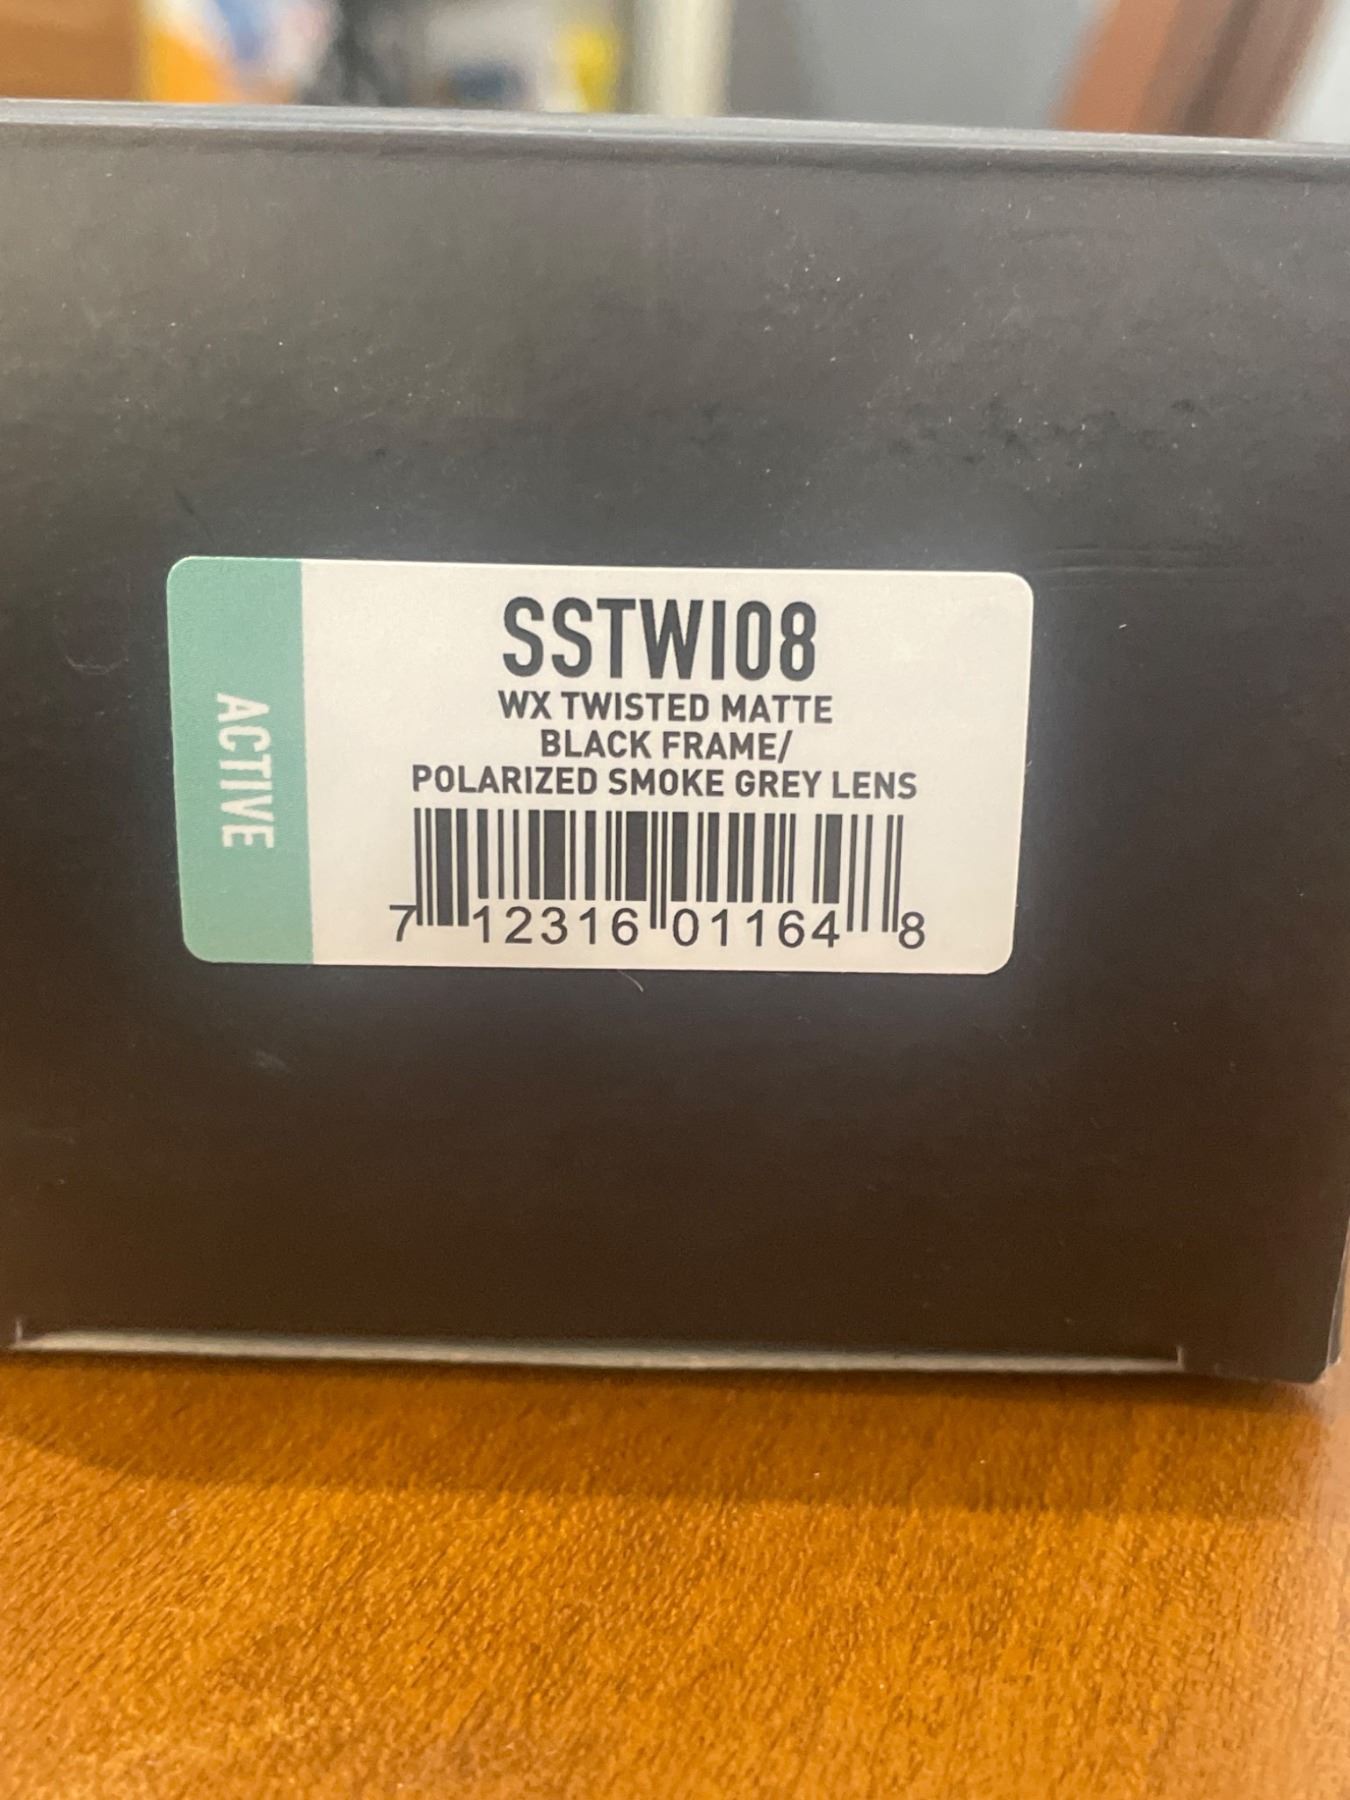 ACTIVE
SSTWI08
WX TWISTED MATTE
BLACK FRAME/
POLARIZED SMOKE GREY LENS
7 12316 01164 8